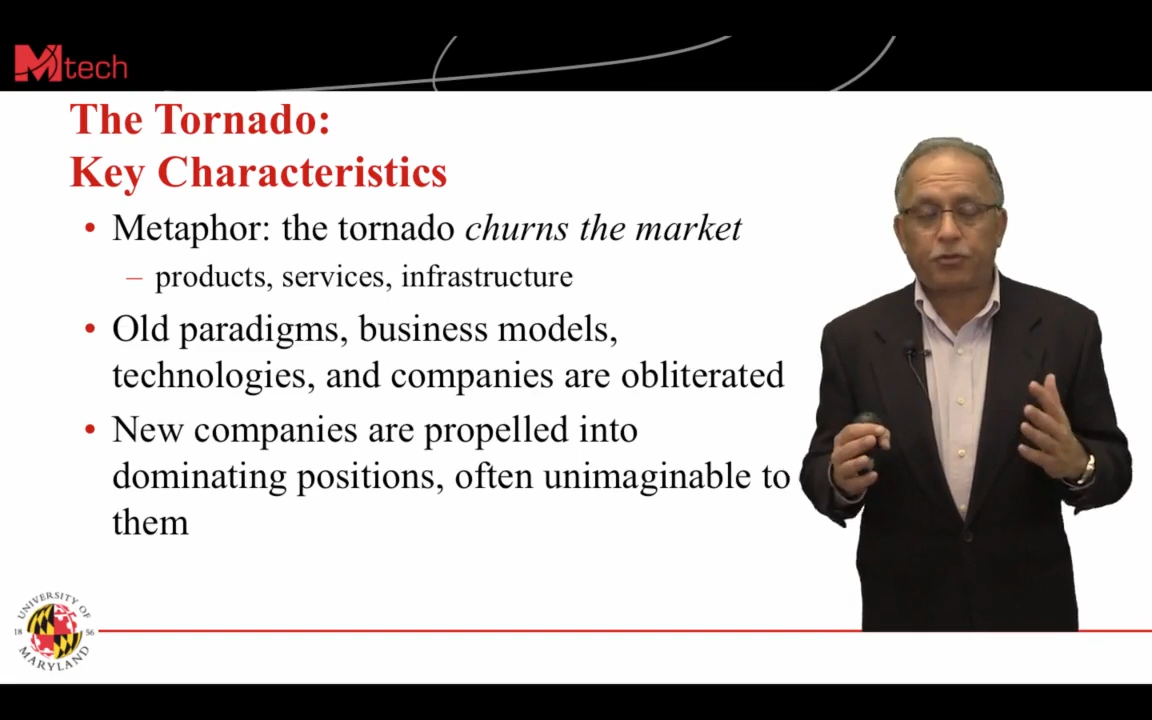 Mtech
The Tornado:
Key Characteristics
• Metaphor: the tornado churns the market
– products, services, infrastructure
• Old paradigms, business models,
technologies, and companies are obliterated
• New companies are propelled into
dominating positions, often unimaginable to
them
UNIVERSITY OF
18 56
MARYLAND